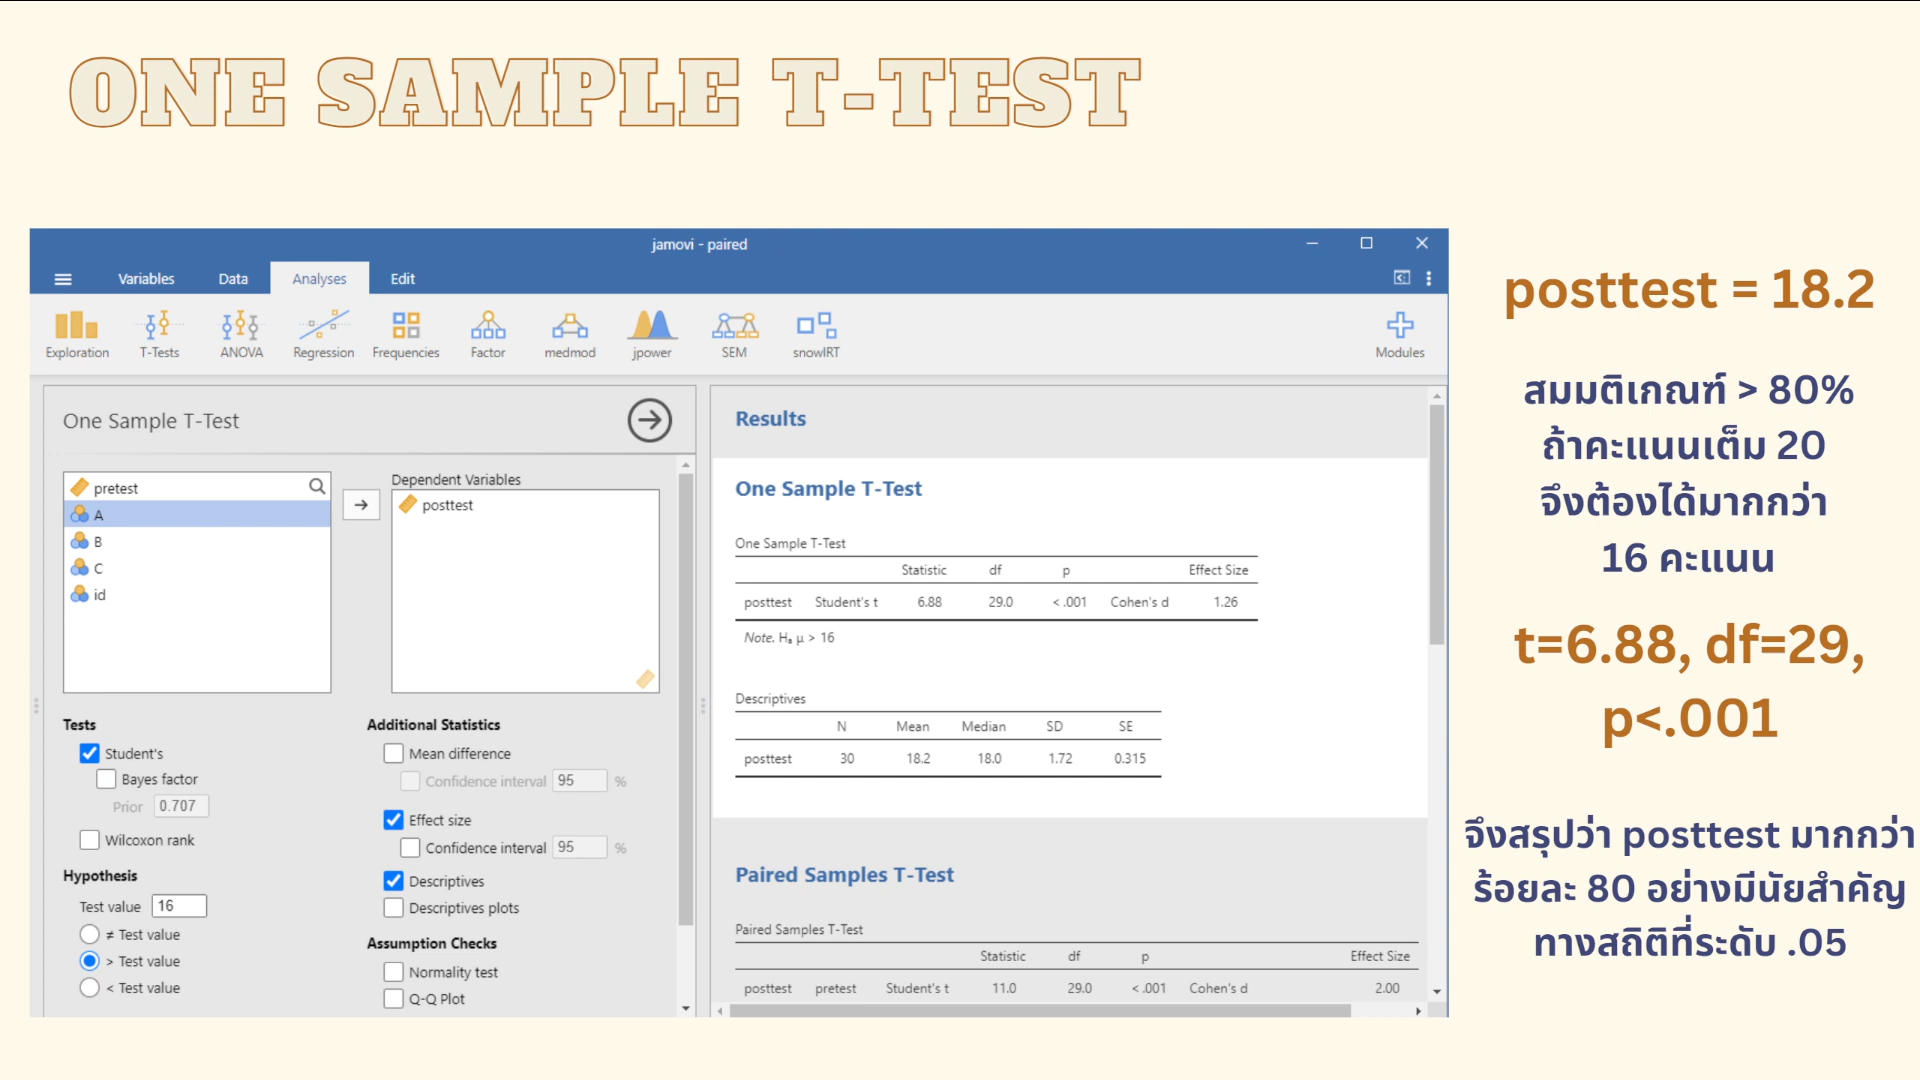 ONE SAMPLE T-TEST
jamovi - paired
Variables Data Analyses Edit
Exploration T-Tests ANOVA Regression Frequencies Factor medmod jpower SEM snowIRT Modules
One Sample T-Test
pretest
A
B
C
id
Dependent Variables
posttest
Tests
Student's
Bayes factor
Prior 0.707
Wilcoxon rank
Hypothesis
Test value 16
≠ Test value
> Test value
< Test value
Additional Statistics
Mean difference
Confidence interval 95 %
Effect size
Confidence interval 95 %
Descriptives
Descriptives plots
Assumption Checks
Normality test
Q-Q Plot
Results
One Sample T-Test
One Sample T-Test
Statistic df p Effect Size
posttest Student's t 6.88 29.0 < .001 Cohen's d 1.26
Note. Hₐ μ > 16
Descriptives
N Mean Median SD SE
posttest 30 18.2 18.0 1.72 0.315
Paired Samples T-Test
Paired Samples T-Test
Statistic df p Effect Size
posttest pretest Student's t 11.0 29.0 < .001 Cohen's d 2.00
posttest = 18.2
สมมติเกณฑ์ > 80%
ถ้าคะแนนเต็ม 20
จึงต้องได้มากกว่า
16 คะแนน
t=6.88, df=29,
p<.001
จึงสรุปว่า posttest มากกว่า
ร้อยละ 80 อย่างมีนัยสำคัญ
ทางสถิติที่ระดับ .05